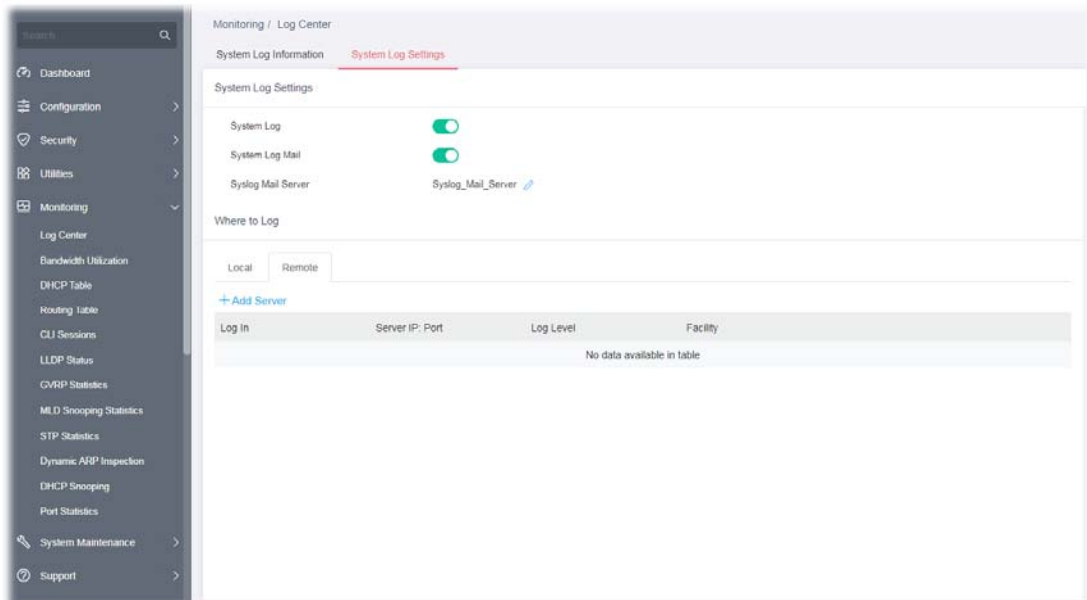 Search
Dashboard
Configuration
Security
Utilities
Monitoring
Log Center
Bandwidth Utilization
DHCP Table
Routing Table
CLI Sessions
LLDP Status
GVRP Statistics
MLD Snooping Statistics
STP Statistics
Dynamic ARP Inspection
DHCP Snooping
Port Statistics
System Maintenance
Support
Monitoring / Log Center
System Log Information System Log Settings
System Log Settings
System Log
System Log Mail
Syslog Mail Server Syslog_Mail_Server
Where to Log
Local Remote
+Add Server
Log In Server IP: Port Log Level Facility
No data available in table